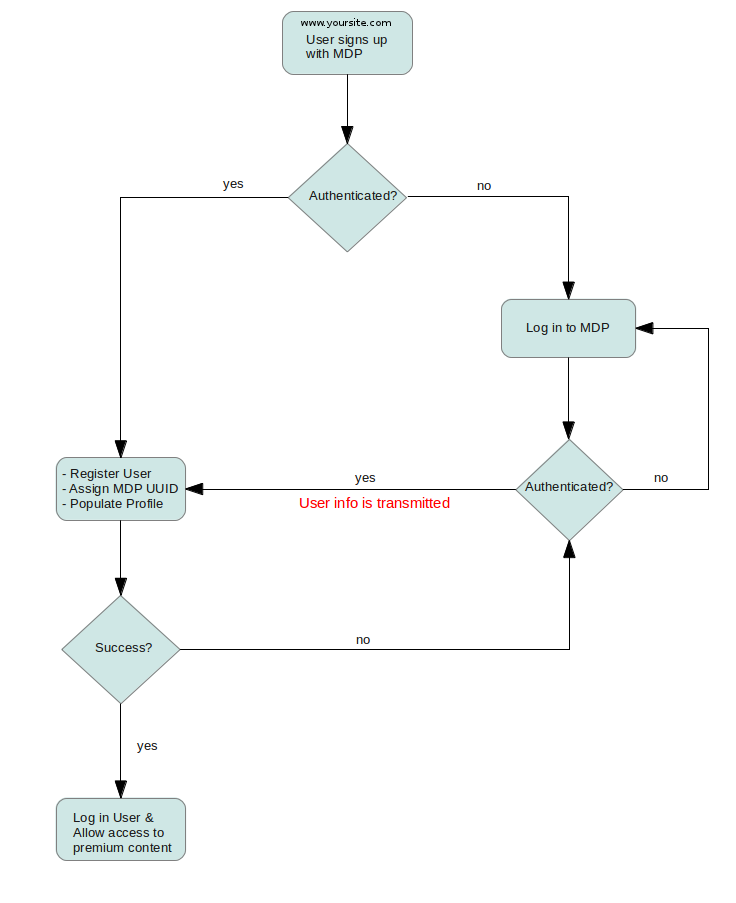 www.yoursite.com
User signs up
with MDP
yes
Authenticated?
no
Log in to MDP
- Register User
- Assign MDP UUID
- Populate Profile
yes
User info is transmitted
Authenticated?
no
Success?
no
yes
Log in User &
Allow access to
premium content